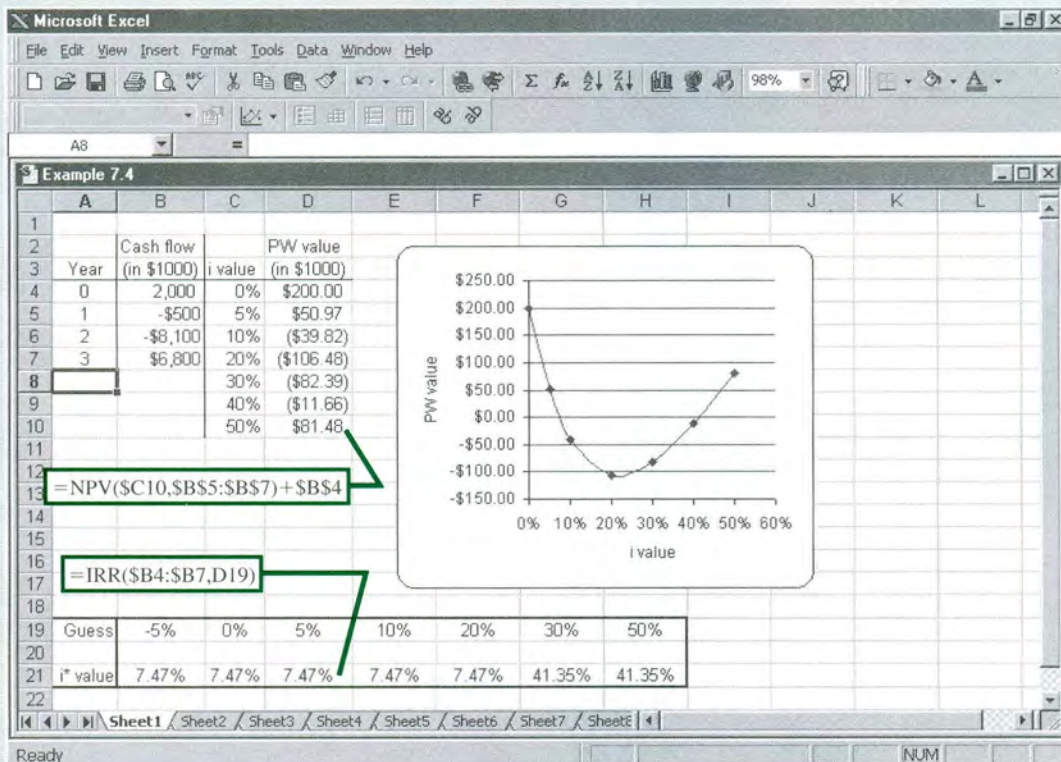 Microsoft Excel
File Edit View Insert Format Tools Data Window Help
98%
A8 =
Example 7.4
A B C D E F G H I J K L
1
2 Cash flow PW value
3 Year (in $1000) i value (in $1000)
4 0 2,000 0% $200.00
5 1 -$500 5% $50.97
6 2 -$8,100 10% ($39.82)
7 3 $6,800 20% ($106.48)
8 30% ($82.39)
9 40% ($11.66)
10 50% $81.48
11
12
13
=NPV($C10,$B$5:$B$7)+$B$4
14
15
16
17
=IRR($B4:$B7,D19)
18
19 Guess -5% 0% 5% 10% 20% 30% 50%
20
21 i* value 7.47% 7.47% 7.47% 7.47% 7.47% 41.35% 41.35%
22
PW value
$250.00
$200.00
$150.00
$100.00
$50.00
$0.00
-$50.00
-$100.00
-$150.00
0% 10% 20% 30% 40% 50% 60%
i value
Sheet1 Sheet2 Sheet3 Sheet4 Sheet5 Sheet6 Sheet7 Sheet8
Ready NUM